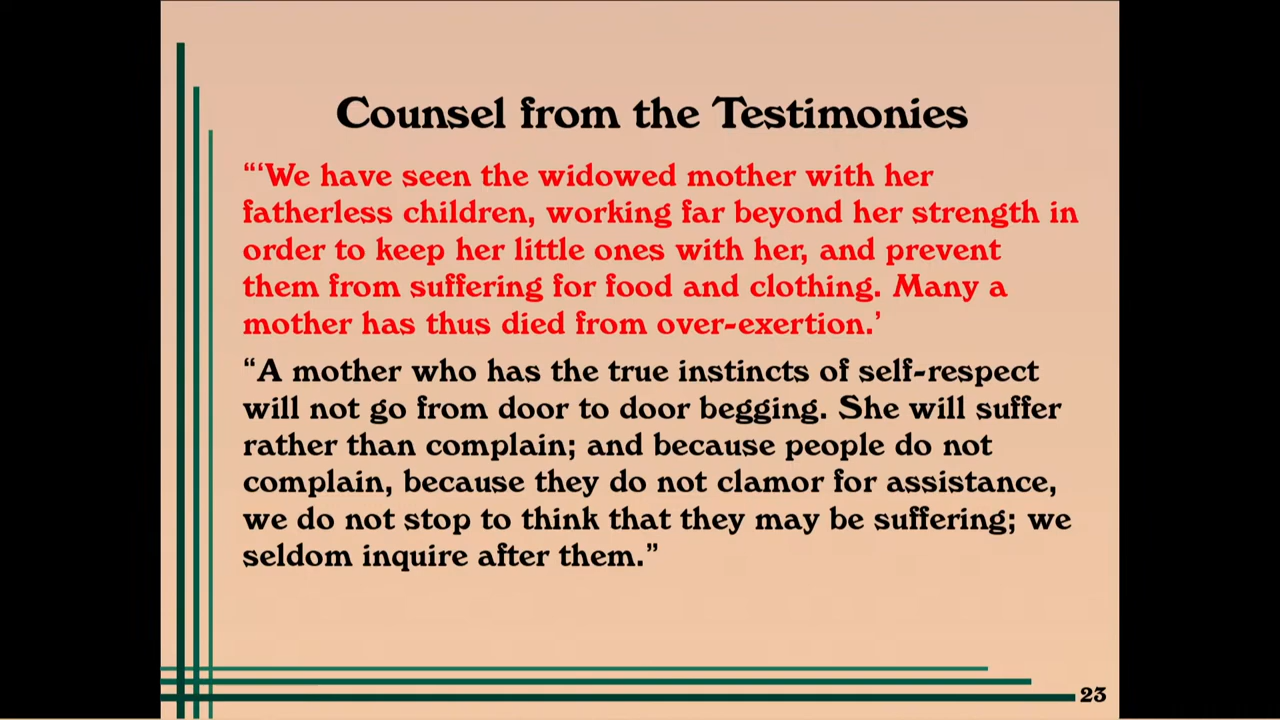 Counsel from the Testimonies
“‘We have seen the widowed mother with her
fatherless children, working far beyond her strength in
order to keep her little ones with her, and prevent
them from suffering for food and clothing. Many a
mother has thus died from over-exertion.’
“A mother who has the true instincts of self-respect
will not go from door to door begging. She will suffer
rather than complain; and because people do not
complain, because they do not clamor for assistance,
we do not stop to think that they may be suffering; we
seldom inquire after them.”
23